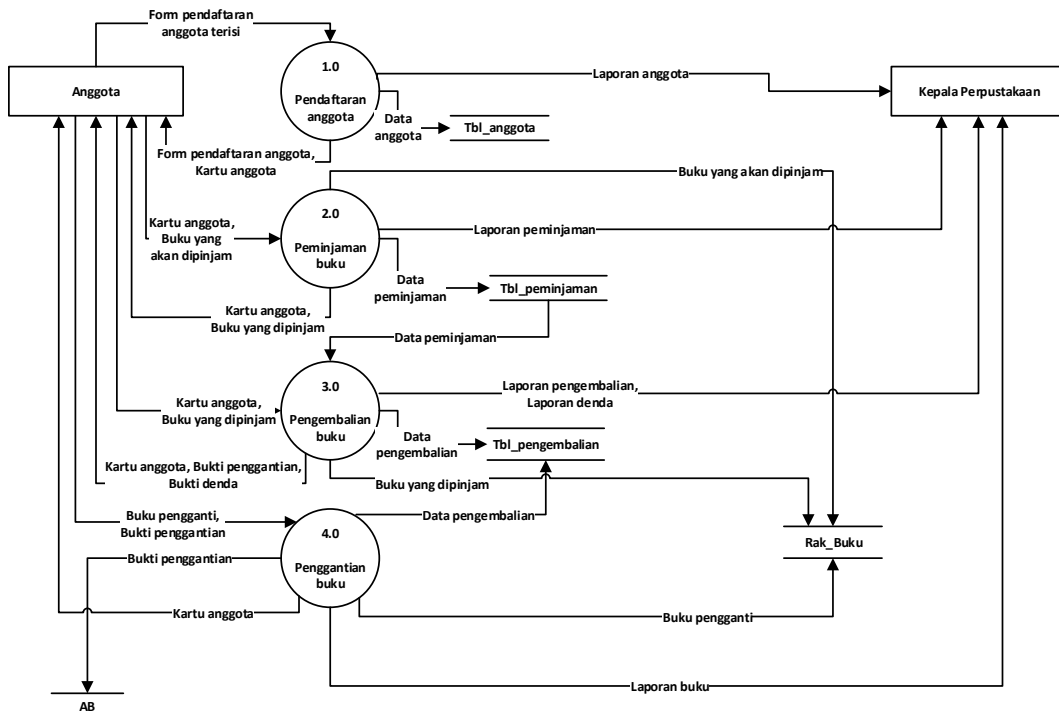 Form pendaftaran
anggota terisi
Anggota
1.0
Pendaftaran
anggota
Laporan anggota
Kepala Perpustakaan
Data
anggota
Tbl_anggota
Form pendaftaran anggota,
Kartu anggota
Buku yang akan dipinjam
2.0
Peminjaman
buku
Kartu anggota,
Buku yang
akan dipinjam
Laporan peminjaman
Data
peminjaman
Tbl_peminjaman
Kartu anggota,
Buku yang dipinjam
Data peminjaman
3.0
Pengembalian
buku
Laporan pengembalian,
Laporan denda
Kartu anggota,
Buku yang dipinjam
Data
pengembalian
Tbl_pengembalian
Kartu anggota, Bukti penggantian,
Bukti denda
Buku yang dipinjam
Buku pengganti,
Bukti penggantian
Data pengembalian
4.0
Penggantian
buku
Rak_Buku
Bukti penggantian
Kartu anggota
Buku pengganti
Laporan buku
AB